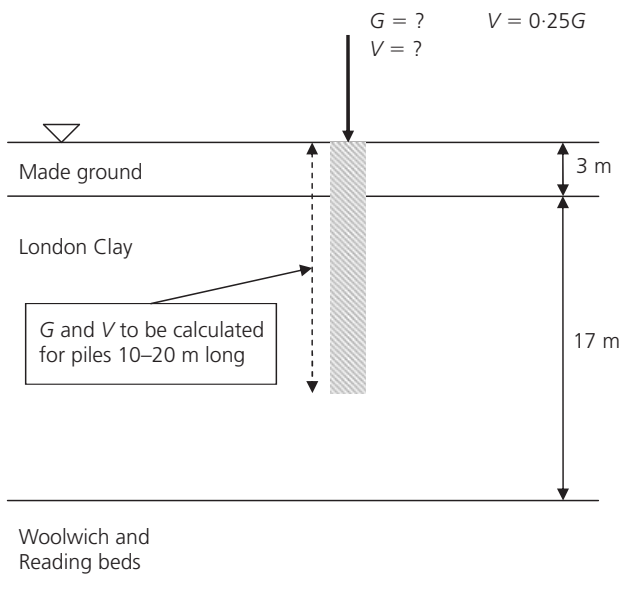 G = ? V = 0·25G
V = ?
Made ground
3 m
London Clay
G and V to be calculated
for piles 10–20 m long
17 m
Woolwich and
Reading beds